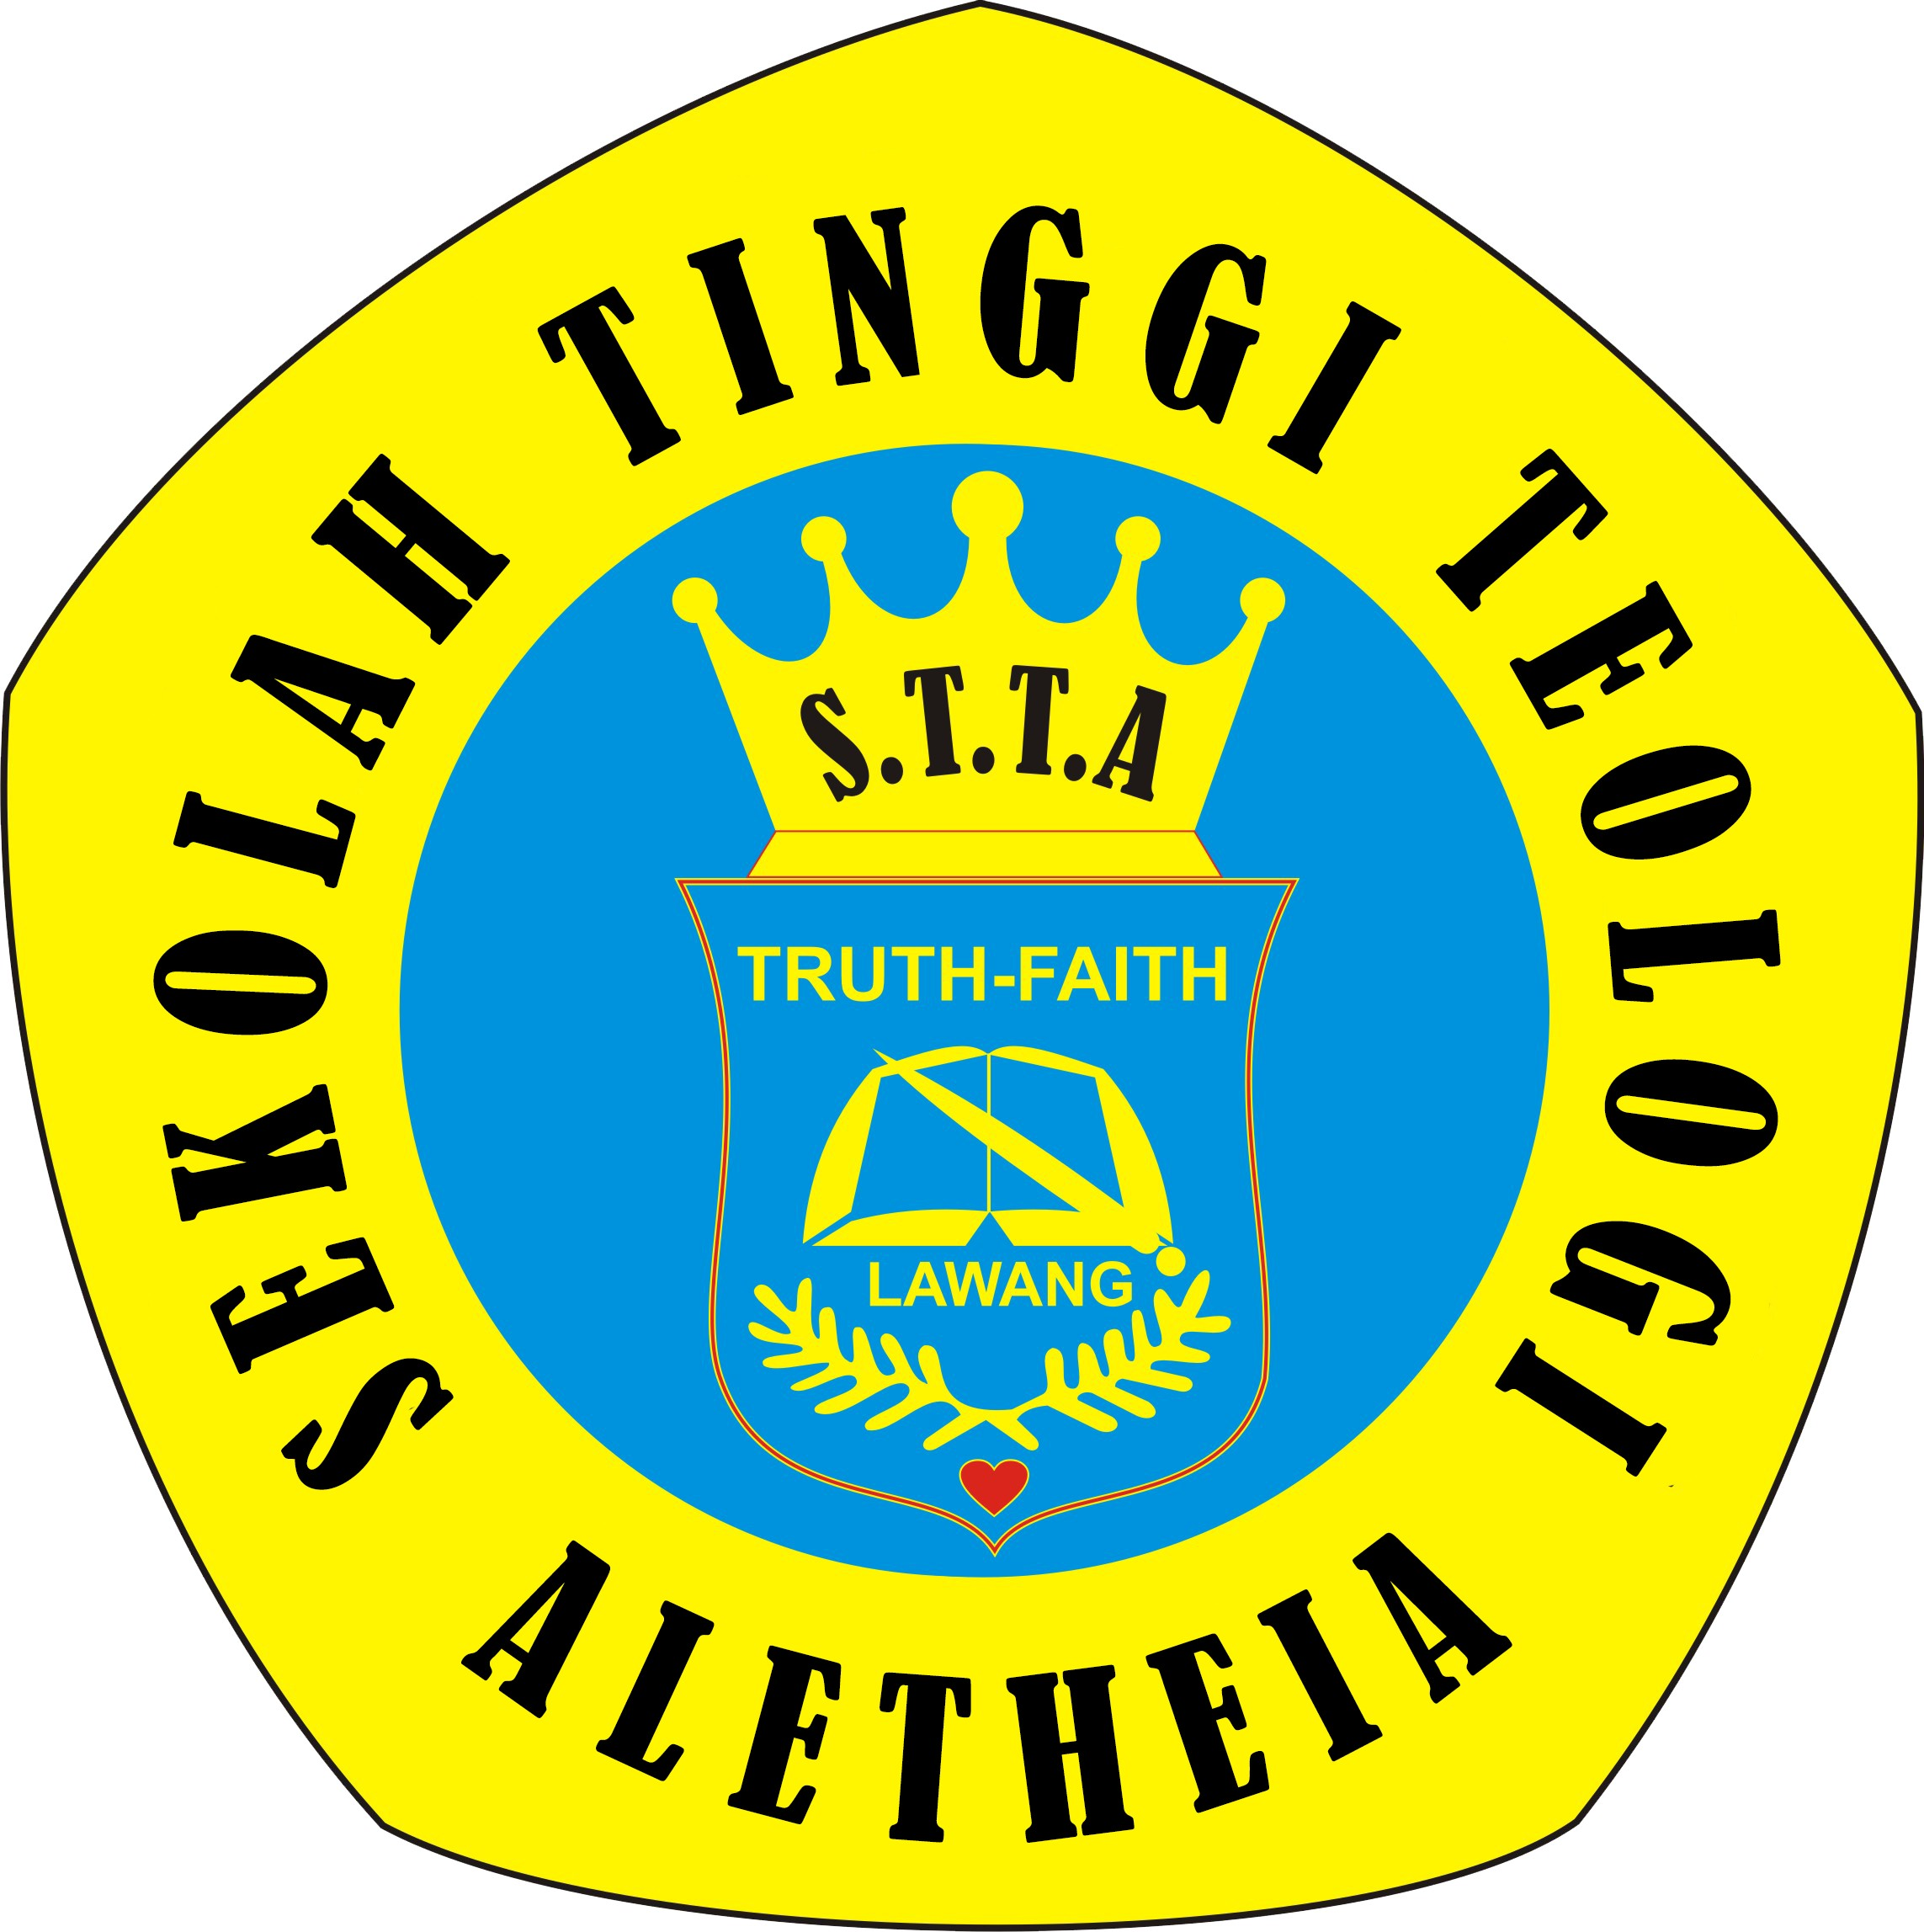 SEKOLAH TINGGI TEOLOGI
S.T.T.A
TRUTH-FAITH
LAWANG
ALETHEIA